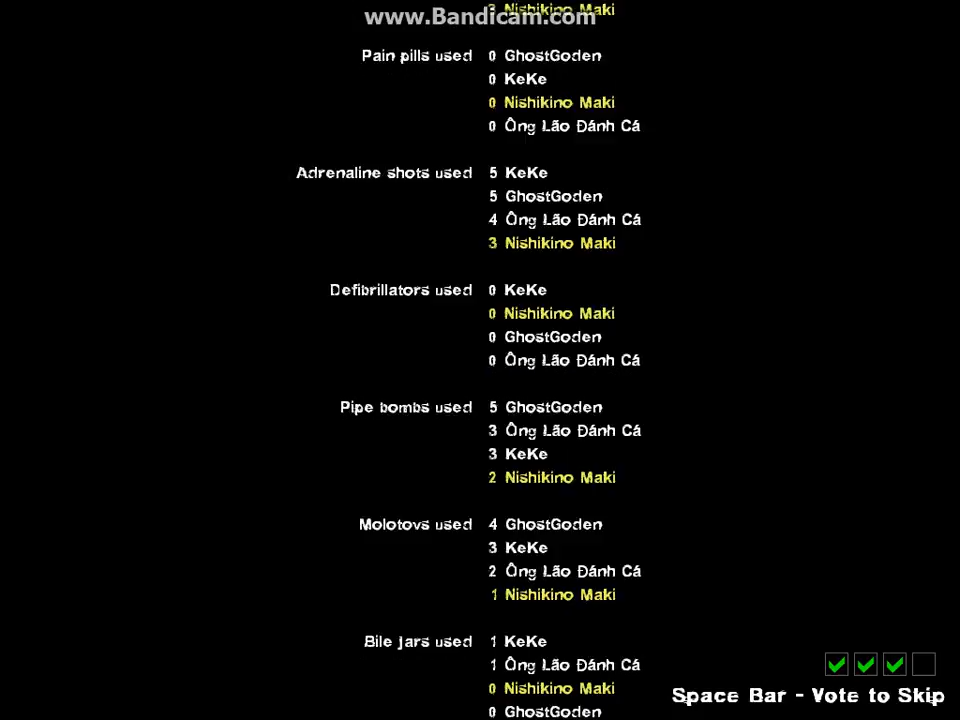 www.Bandicam.com
3 Nishikino Maki
Pain pills used 0 GhostGoden
0 KeKe
0 Nishikino Maki
0 Ông Lão Đánh Cá
Adrenaline shots used 5 KeKe
5 GhostGoden
4 Ông Lão Đánh Cá
3 Nishikino Maki
Defibrillators used 0 KeKe
0 Nishikino Maki
0 GhostGoden
0 Ông Lão Đánh Cá
Pipe bombs used 5 GhostGoden
3 Ông Lão Đánh Cá
3 KeKe
2 Nishikino Maki
Molotovs used 4 GhostGoden
3 KeKe
2 Ông Lão Đánh Cá
1 Nishikino Maki
Bile jars used 1 KeKe
1 Ông Lão Đánh Cá
0 Nishikino Maki
0 GhostGoden
Space Bar - Vote to Skip